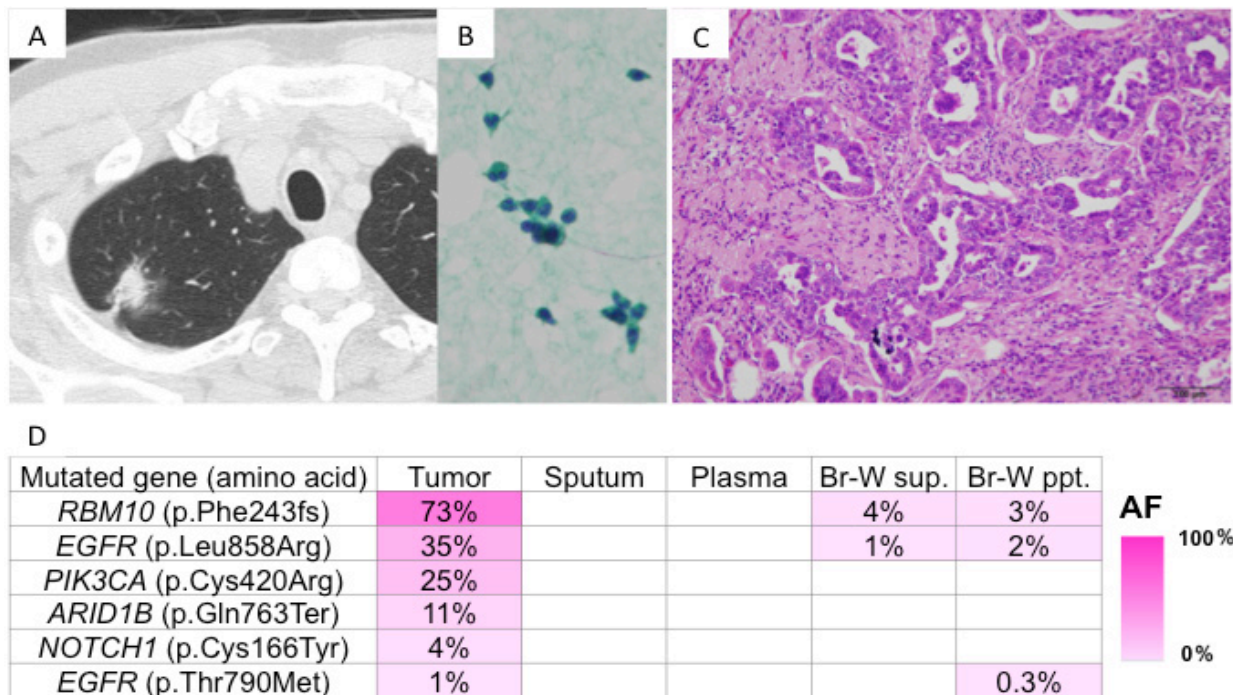 A
B
C
D
Mutated gene (amino acid) Tumor Sputum Plasma Br-W sup. Br-W ppt.
RBM10 (p.Phe243fs) 73% 4% 3%
EGFR (p.Leu858Arg) 35% 1% 2%
PIK3CA (p.Cys420Arg) 25%
ARID1B (p.Gln763Ter) 11%
NOTCH1 (p.Cys166Tyr) 4%
EGFR (p.Thr790Met) 1% 0.3%
AF
100%
0%